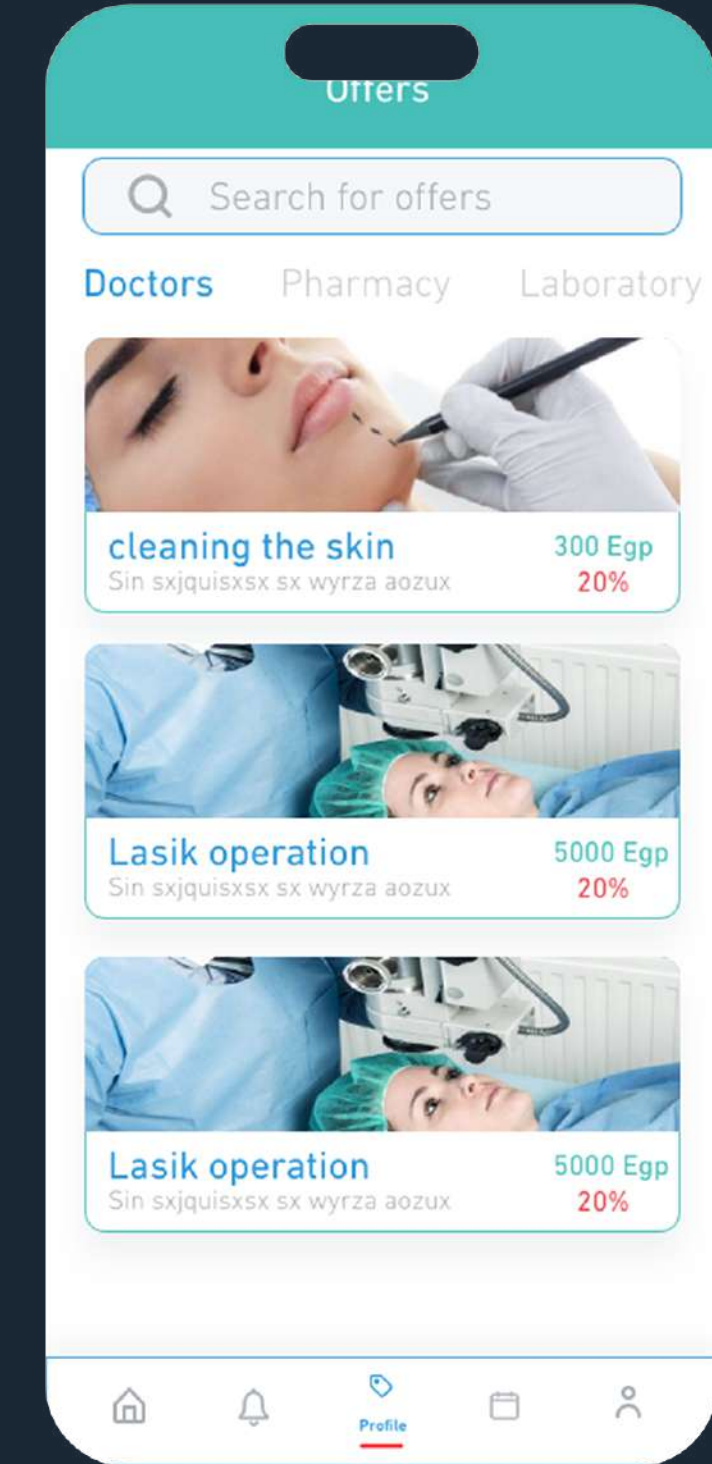 Offers
Search for offers
Doctors Pharmacy Laboratory
cleaning the skin 300 Egp
Sin sxjquisxsx sx wyrza aozux 20%
Lasik operation 5000 Egp
Sin sxjquisxsx sx wyrza aozux 20%
Lasik operation 5000 Egp
Sin sxjquisxsx sx wyrza aozux 20%
Profile